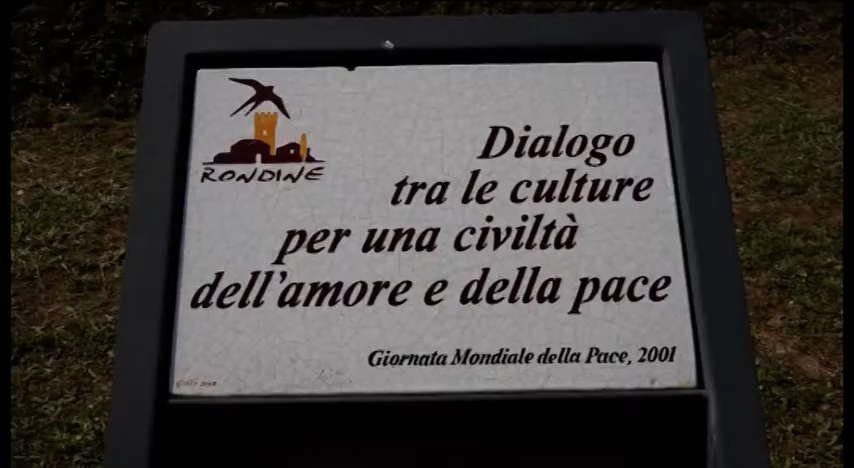 RONDINE
Dialogo
tra le culture
per una civiltà
dell'amore e della pace
Giornata Mondiale della Pace, 2001